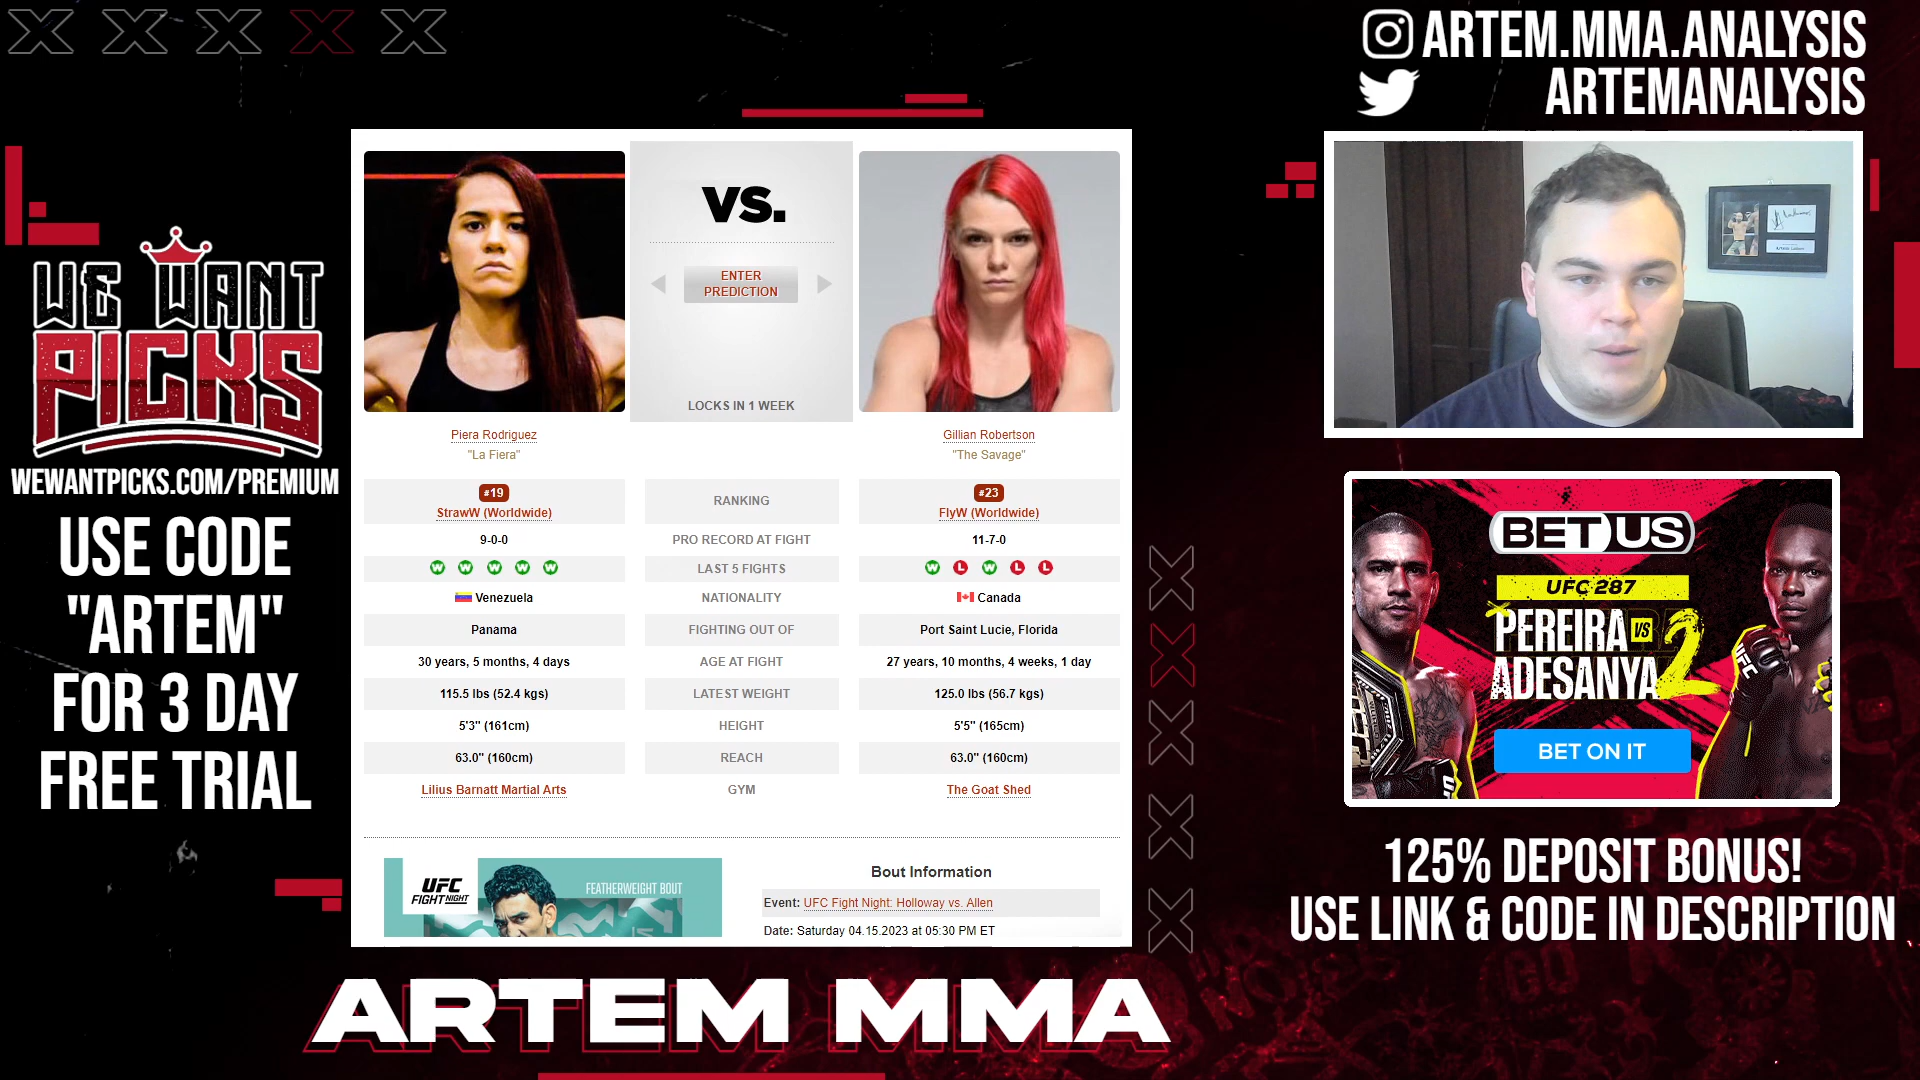 ARTEM.MMA.ANALYSIS
ARTEMANALYSIS
WE WANT
PICKS
WEWANTPICKS.COM/PREMIUM
USE CODE
"ARTEM"
FOR 3 DAY
FREE TRIAL
VS.
ENTER
PREDICTION
LOCKS IN 1 WEEK
Piera Rodriguez
"La Fiera"
Gillian Robertson
"The Savage"
#19 RANKING #23
StrawW (Worldwide) FlyW (Worldwide)
9-0-0 PRO RECORD AT FIGHT 11-7-0
W W W W W LAST 5 FIGHTS W L W L L
Venezuela NATIONALITY Canada
Panama FIGHTING OUT OF Port Saint Lucie, Florida
30 years, 5 months, 4 days AGE AT FIGHT 27 years, 10 months, 4 weeks, 1 day
115.5 lbs (52.4 kgs) LATEST WEIGHT 125.0 lbs (56.7 kgs)
5'3" (161cm) HEIGHT 5'5" (165cm)
63.0" (160cm) REACH 63.0" (160cm)
Lilius Barnatt Martial Arts GYM The Goat Shed
UFC
FIGHT NIGHT
FEATHERWEIGHT BOUT
Bout Information
Event: UFC Fight Night: Holloway vs. Allen
Date: Saturday 04.15.2023 at 05:30 PM ET
BETUS
UFC 287
PEREIRA VS
ADESANYA 2
BET ON IT
125% DEPOSIT BONUS!
USE LINK & CODE IN DESCRIPTION
ARTEM MMA